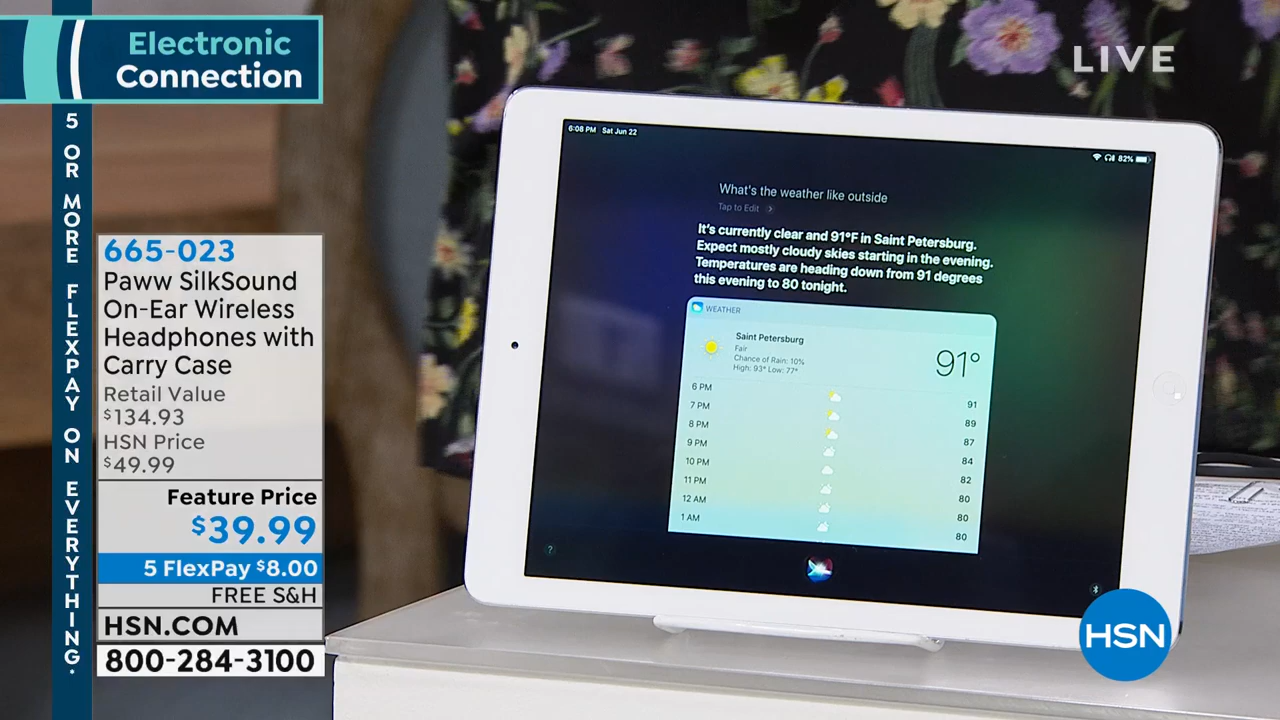 Electronic
Connection
LIVE
5 OR MORE FLEXPAY ON EVERYTHING.
665-023
Paww SilkSound
On-Ear Wireless
Headphones with
Carry Case
Retail Value
$134.93
HSN Price
$49.99
Feature Price
$39.99
5 FlexPay $8.00
FREE S&H
HSN.COM
800-284-3100
6:08 PM Sat Jun 22
82%
What's the weather like outside
Tap to Edit >
It's currently clear and 91°F in Saint Petersburg.
Expect mostly cloudy skies starting in the evening.
Temperatures are heading down from 91 degrees
this evening to 80 tonight.
WEATHER
Saint Petersburg
Fair
Chance of Rain: 10%
High: 93° Low: 77°
91°
6 PM 91
7 PM 89
8 PM 87
9 PM 84
10 PM 82
11 PM 80
12 AM 80
1 AM 80
?
HSN